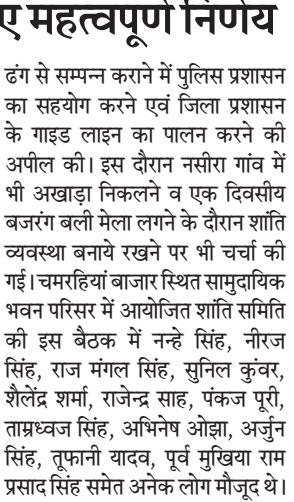 ए महत्वपूर्ण निर्णय
ढंग से सम्पन्न कराने में पुलिस प्रशासन
का सहयोग करने एवं जिला प्रशासन
के गाइड लाइन का पालन करने की
अपील की। इस दौरान नसीरा गांव में
भी अखाड़ा निकलने व एक दिवसीय
बजरंग बली मेला लगने के दौरान शांति
व्यवस्था बनाये रखने पर भी चर्चा की
गई। चमरहियां बाजार स्थित सामुदायिक
भवन परिसर में आयोजित शांति समिति
की इस बैठक में नन्हे सिंह, नीरज
सिंह, राज मंगल सिंह, सुनिल कुंवर,
शैलेंद्र शर्मा, राजेन्द्र साह, पंकज पूरी,
ताम्रध्वज सिंह, अभिनेष ओझा, अर्जुन
सिंह, तूफानी यादव, पूर्व मुखिया राम
प्रसाद सिंह समेत अनेक लोग मौजूद थे।